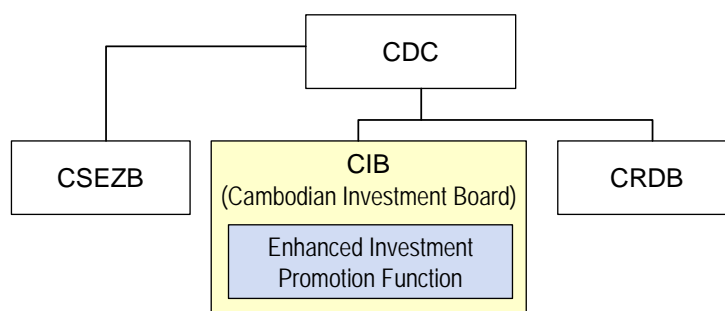 CDC
CSEZB
CIB
(Cambodian Investment Board)
Enhanced Investment
Promotion Function
CRDB